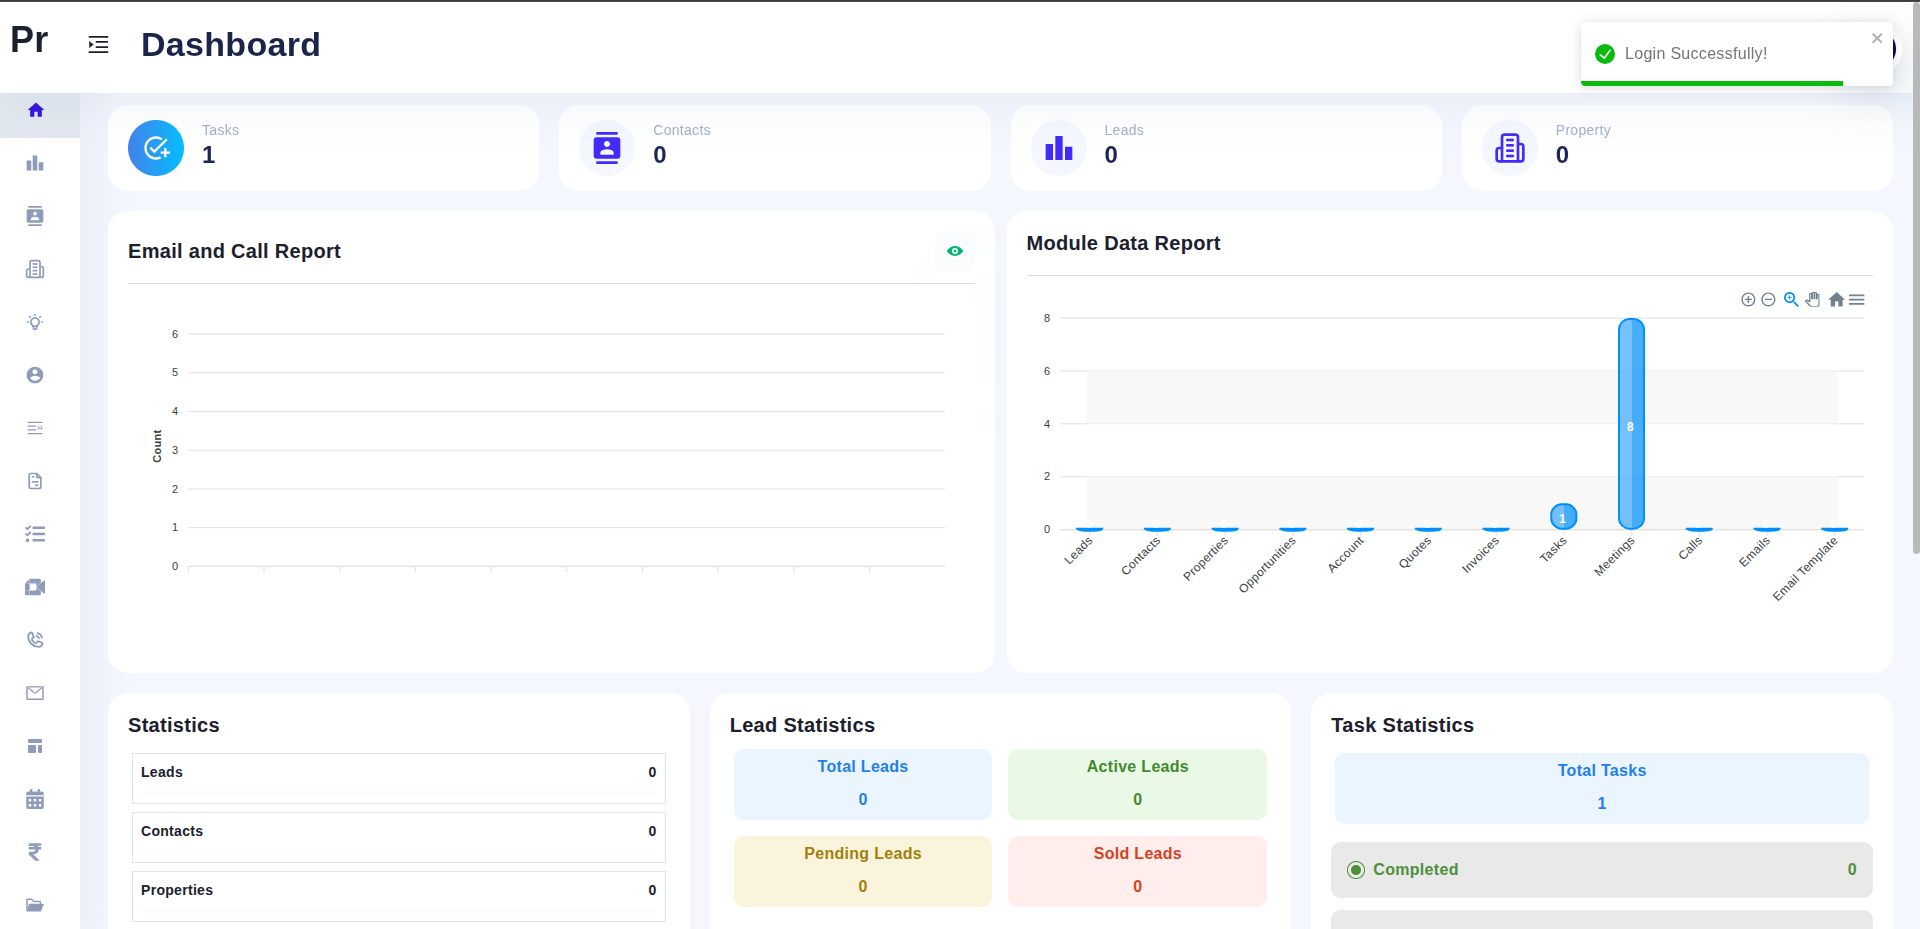 Pr
Dashboard
Login Successfully!
Tasks
1
Contacts
0
Leads
0
Property
0
Email and Call Report
6
5
4
3
2
1
0
Count
Module Data Report
8
6
4
2
0
8
1
Leads
Contacts
Properties
Opportunities
Account
Quotes
Invoices
Tasks
Meetings
Calls
Emails
Email Template
Statistics
Leads 0
Contacts 0
Properties 0
Lead Statistics
Total Leads
0
Active Leads
0
Pending Leads
0
Sold Leads
0
Task Statistics
Total Tasks
1
Completed 0